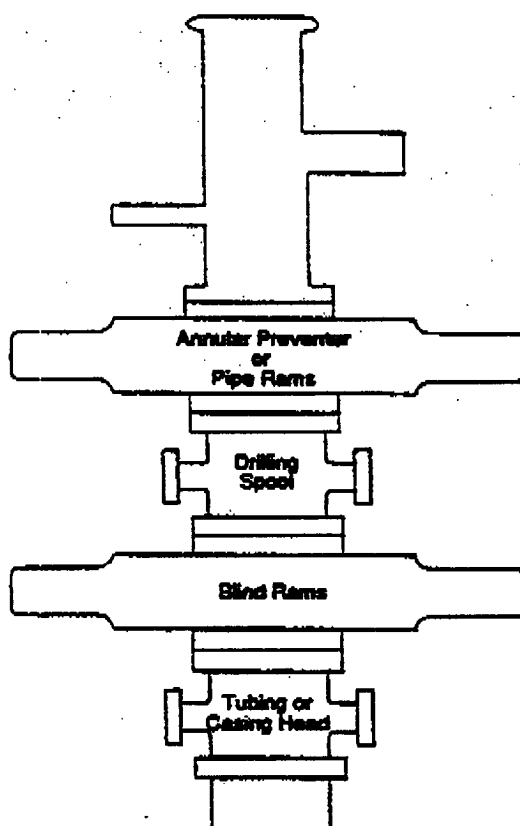 Annular Preventer
or
Pipe Rams
Drilling
Spool
Blind Rams
Tubing or
Casing Head